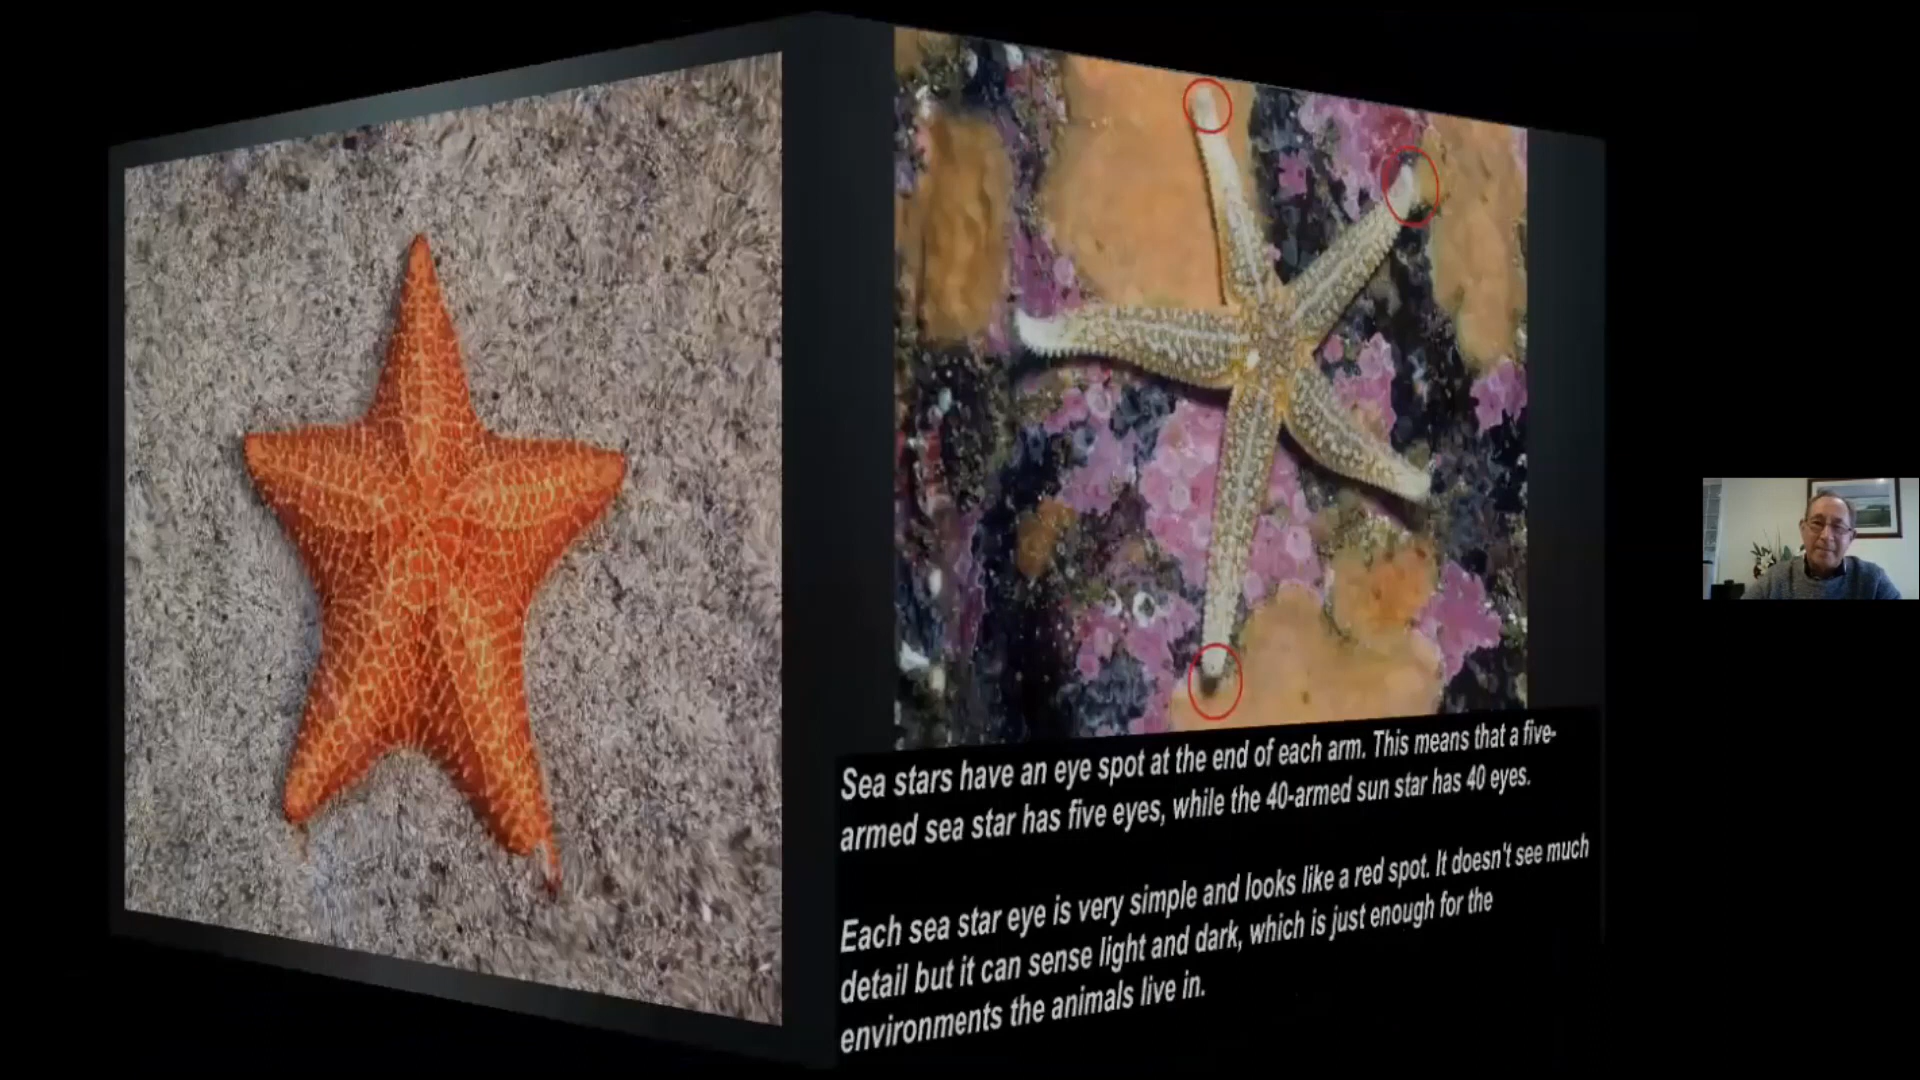 Sea stars have an eye spot at the end of each arm. This means that a five-
armed sea star has five eyes, while the 40-armed sun star has 40 eyes.
Each sea star eye is very simple and looks like a red spot. It doesn't see much
detail but it can sense light and dark, which is just enough for the
environments the animals live in.